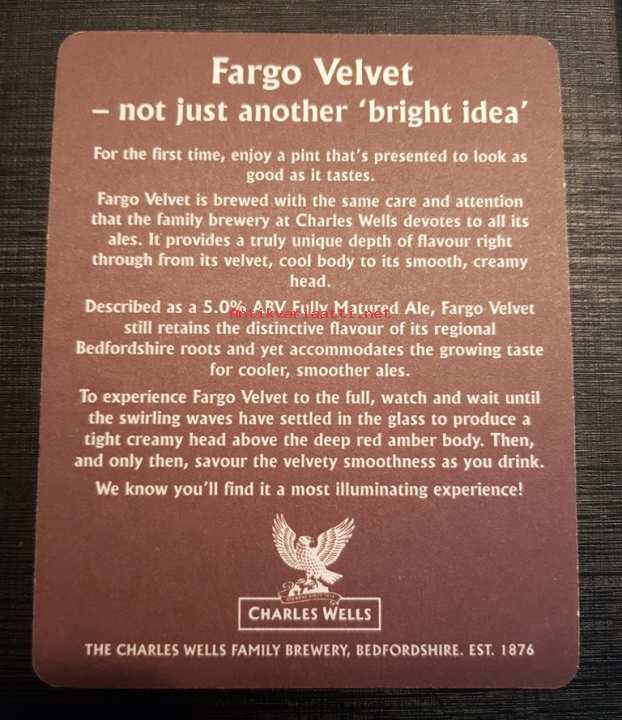 Fargo Velvet
– not just another ‘bright idea’
For the first time, enjoy a pint that’s presented to look as
good as it tastes.
Fargo Velvet is brewed with the same care and attention
that the family brewery at Charles Wells devotes to all its
ales. It provides a truly unique depth of flavour right
through from its velvet, cool body to its smooth, creamy
head.
Described as a 5.0% ABV Fully Matured Ale, Fargo Velvet
Antikvariaatti.net
still retains the distinctive flavour of its regional
Bedfordshire roots and yet accommodates the growing taste
for cooler, smoother ales.
To experience Fargo Velvet to the full, watch and wait until
the swirling waves have settled in the glass to produce a
tight creamy head above the deep red amber body. Then,
and only then, savour the velvety smoothness as you drink.
We know you’ll find it a most illuminating experience!
CHARLES WELLS
THE CHARLES WELLS FAMILY BREWERY, BEDFORDSHIRE. EST. 1876